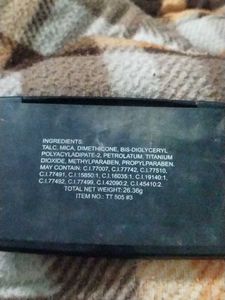 INGREDIENTS:
TALC, MICA, DIMETHICONE, BIS-DIGLYCERYL
POLYACYLADIPATE-2, PETROLATUM, TITANIUM
DIOXIDE, METHYLPARABEN, PROPYLPARABEN.
MAY CONTAIN: C.I.77007, C.I.77742, C.I.77510,
C.I.77491, C.I.15850:1, C.I.16035:1, C.I.19140:1,
C.I.77492, C.I.77499, C.I.42090:2, C.I.45410:2.
TOTAL NET WEIGHT: 26.36g
ITEM NO.: TT 505 #3